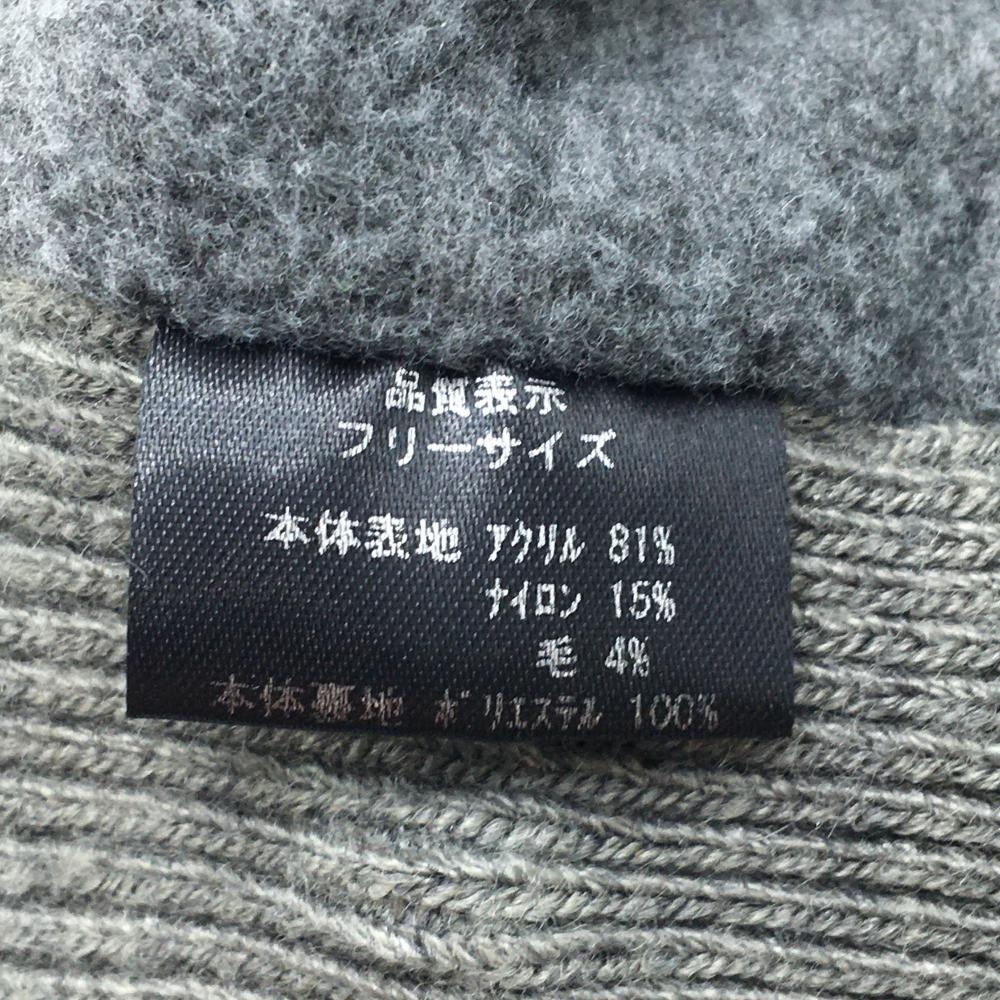 品質表示
フリーサイズ
本体表地 アクリル 81%
ナイロン 15%
毛 4%
本体裏地 ポリエステル 100%